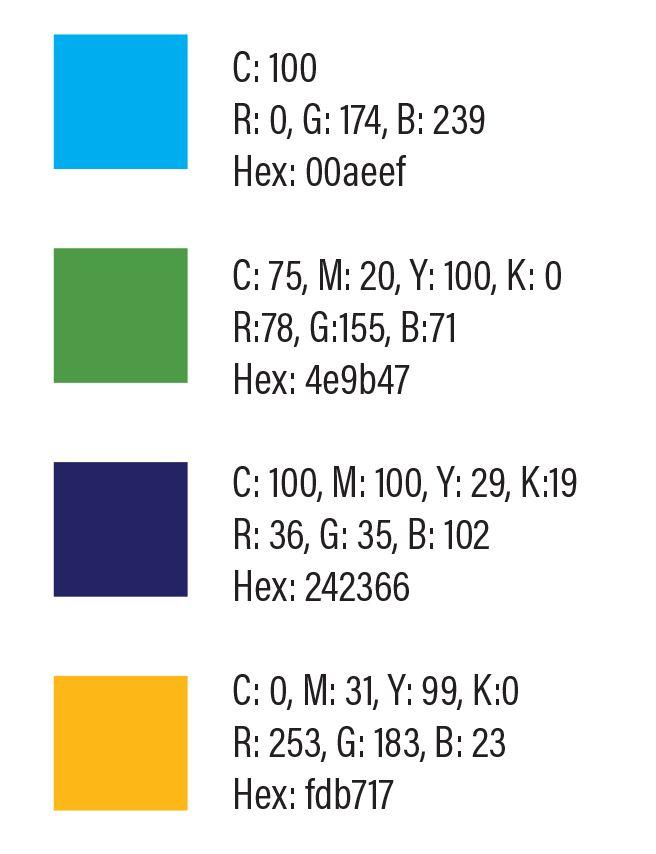 C: 100
R: 0, G: 174, B: 239
Hex: 00aeef
C: 75, M: 20, Y: 100, K: 0
R:78, G:155, B:71
Hex: 4e9b47
C: 100, M: 100, Y: 29, K:19
R: 36, G: 35, B: 102
Hex: 242366
C: 0, M: 31, Y: 99, K:0
R: 253, G: 183, B: 23
Hex: fdb717